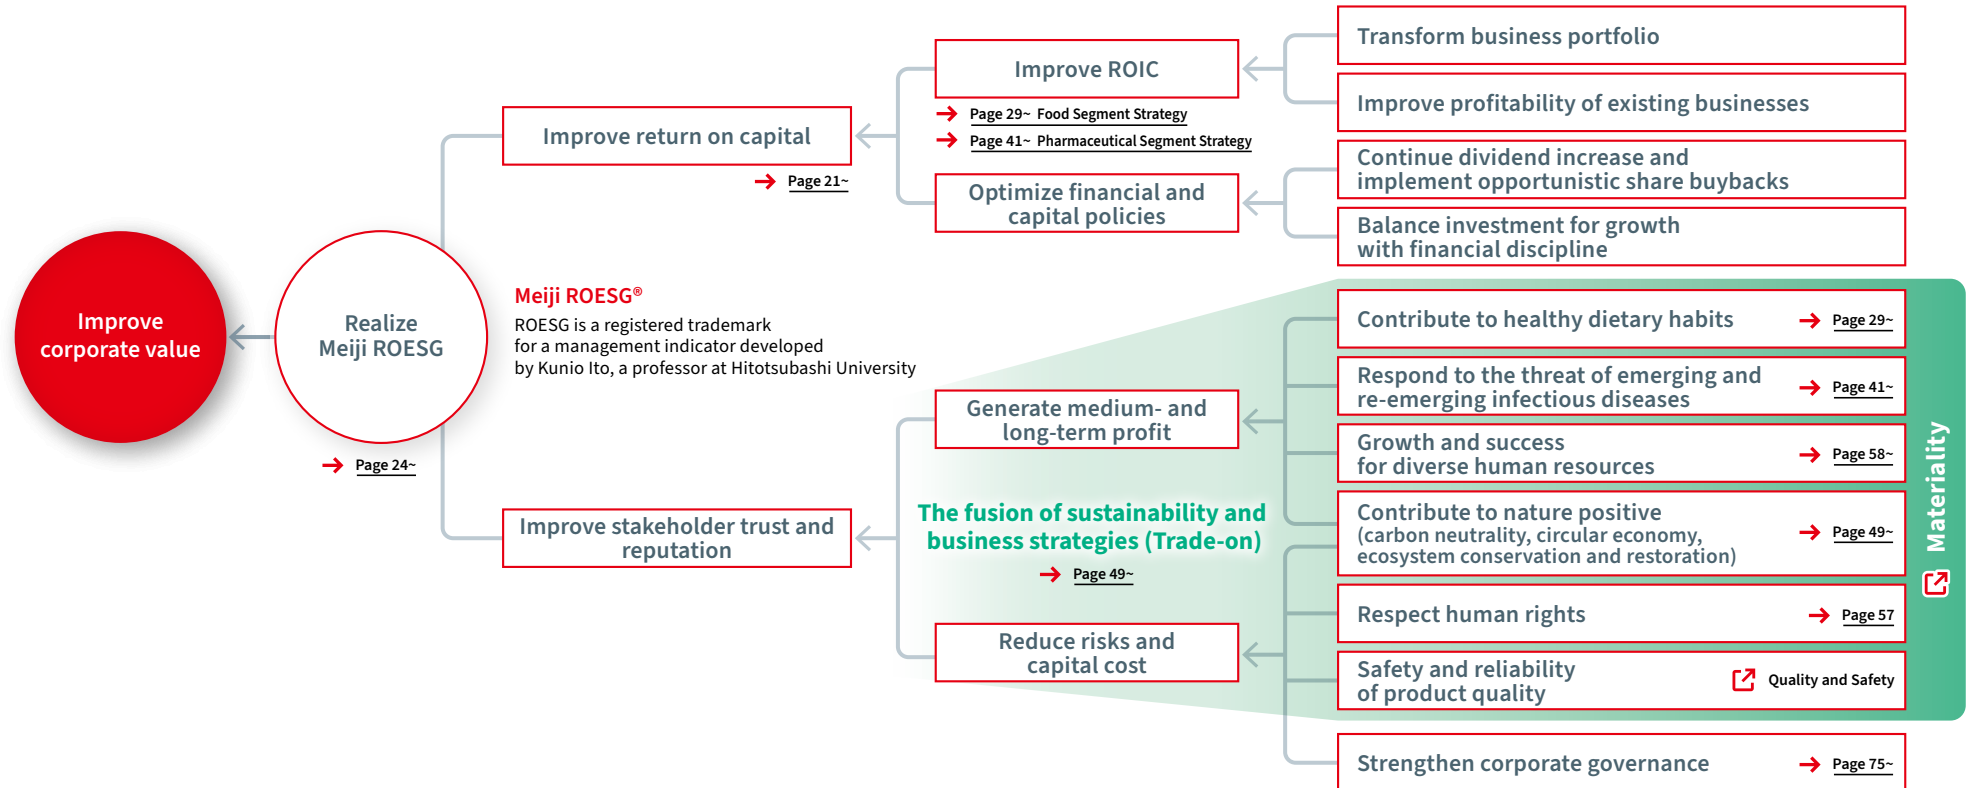 Improve
corporate value
Realize
Meiji ROESG
Page 24~
Improve return on capital
Page 21~
Meiji ROESG®
ROESG is a registered trademark
for a management indicator developed
by Kunio Ito, a professor at Hitotsubashi University
Improve stakeholder trust and
reputation
Improve ROIC
Page 29~ Food Segment Strategy
Page 41~ Pharmaceutical Segment Strategy
Optimize financial and
capital policies
Generate medium- and
long-term profit
The fusion of sustainability and
business strategies (Trade-on)
Page 49~
Reduce risks and
capital cost
Transform business portfolio
Improve profitability of existing businesses
Continue dividend increase and
implement opportunistic share buybacks
Balance investment for growth
with financial discipline
Contribute to healthy dietary habits
Page 29~
Respond to the threat of emerging and
re-emerging infectious diseases
Page 41~
Growth and success
for diverse human resources
Page 58~
Contribute to nature positive
(carbon neutrality, circular economy,
ecosystem conservation and restoration)
Page 49~
Respect human rights
Page 57
Safety and reliability
of product quality
Quality and Safety
Strengthen corporate governance
Page 75~
Materiality